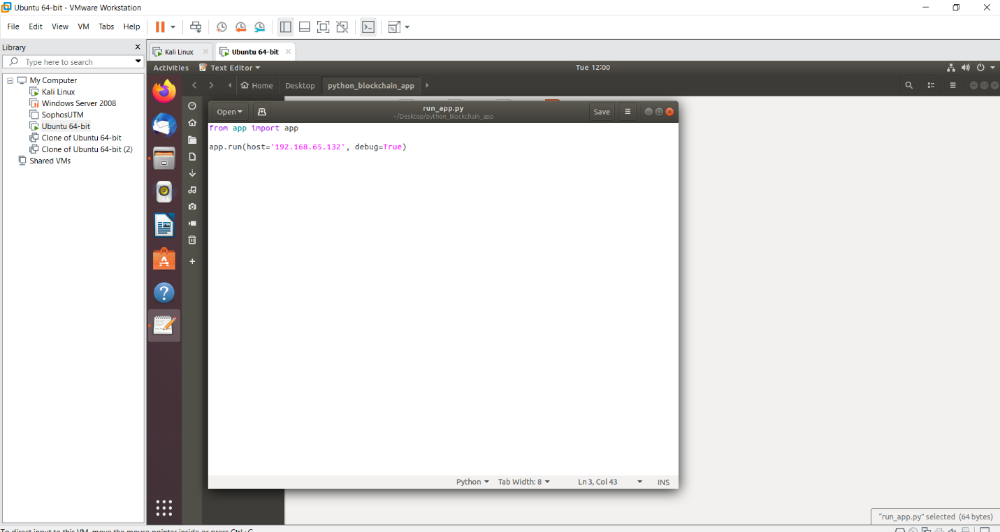 Ubuntu 64-bit - VMware Workstation
File Edit View VM Tabs Help
Library
Type here to search
My Computer
Kali Linux
Windows Server 2008
SophosUTM
Ubuntu 64-bit
Clone of Ubuntu 64-bit
Clone of Ubuntu 64-bit (2)
Shared VMs
Kali Linux
Ubuntu 64-bit
Activities
Text Editor
Tue 12:00
Home
Desktop
python_blockchain_app
Open
run_app.py
~/Desktop/python_blockchain_app
Save
from app import app
app.run(host='192.168.65.132', debug=True)
Python
Tab Width: 8
Ln 3, Col 43
INS
"run_app.py" selected (64 bytes)
To direct input to this VM, move the mouse pointer inside or press Ctrl+G.